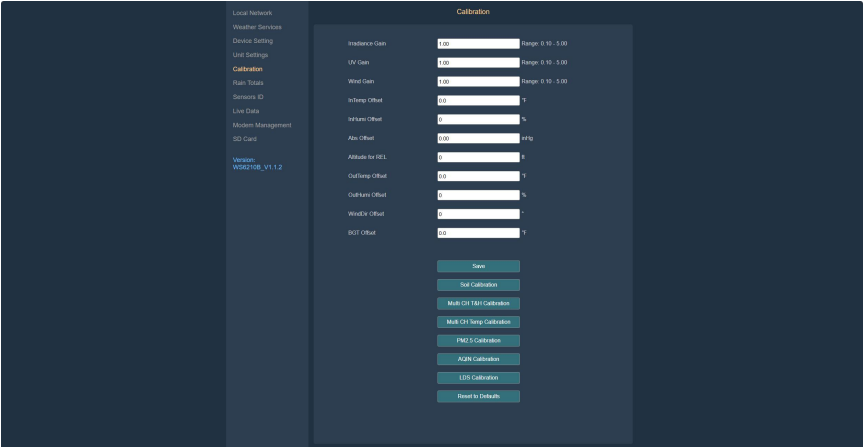 Local Network
Weather Services
Device Setting
Unit Settings
Calibration
Rain Totals
Sensors ID
Live Data
Modem Management
SD Card
Version:
WS6210B_V1.1.2
Calibration
Irradiance Gain 1.00 Range: 0.10 - 5.00
UV Gain 1.00 Range: 0.10 - 5.00
Wind Gain 1.00 Range: 0.10 - 5.00
InTemp Offset 0.0 °F
InHumi Offset 0 %
Abs Offset 0.00 inHg
Altitude for REL 0 ft
OutTemp Offset 0.0 °F
OutHumi Offset 0 %
WindDir Offset 0 °
BGT Offset 0.0 °F
Save
Soil Calibration
Multi CH T&H Calibration
Multi CH Temp Calibration
PM2.5 Calibration
AQIN Calibration
LDS Calibration
Reset to Defaults